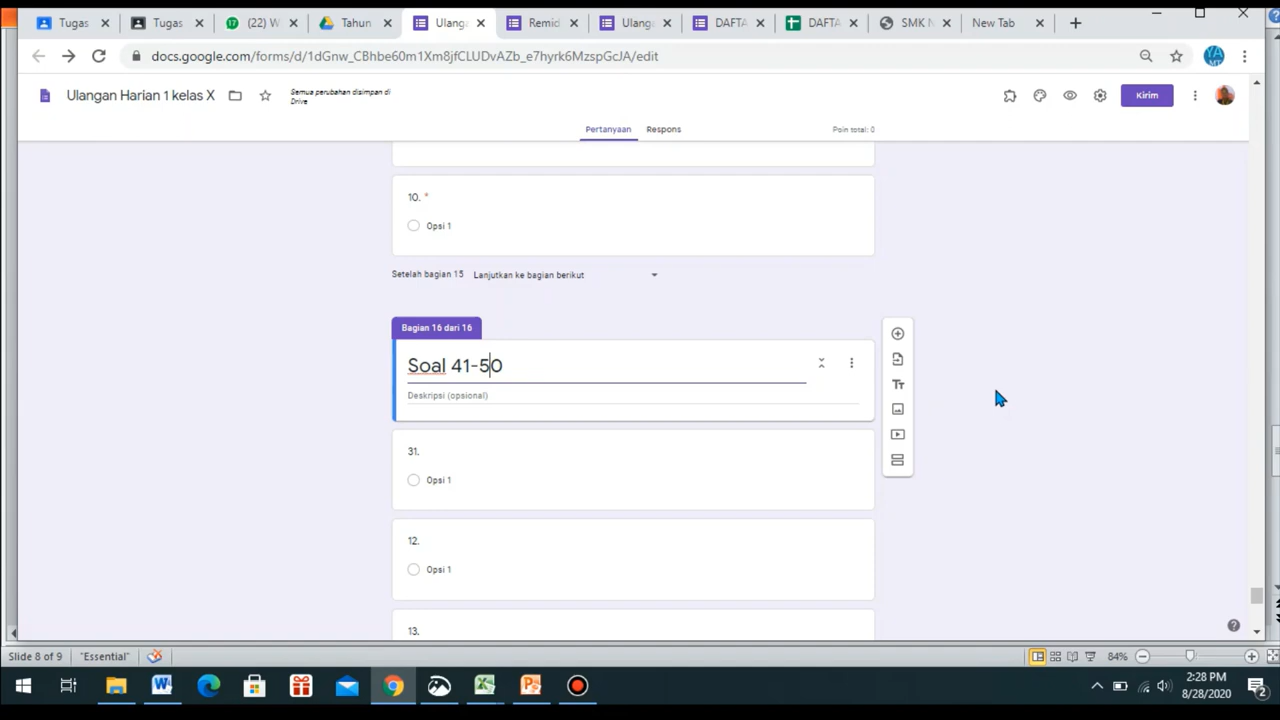 Tugas
Tugas
(22) W
Tahun
Ulang
Remid
Ulang
DAFTA
DAFTA
SMK
New Tab
docs.google.com/forms/d/1dGnw_CBhbe60m1Xm8jfCLUDvAZb_e7hyrk6MzspGcJA/edit
Ulangan Harian 1 kelas X
Semua perubahan disimpan di
Drive
Kirim
Pertanyaan
Respons
Poin total: 0
10. *
Opsi 1
Setelah bagian 15
Lanjutkan ke bagian berikut
Bagian 16 dari 16
Soal 41-50
Deskripsi (opsional)
31.
Opsi 1
12.
Opsi 1
13.
Slide 8 of 9
"Essential"
84%
2:28 PM
8/28/2020
2